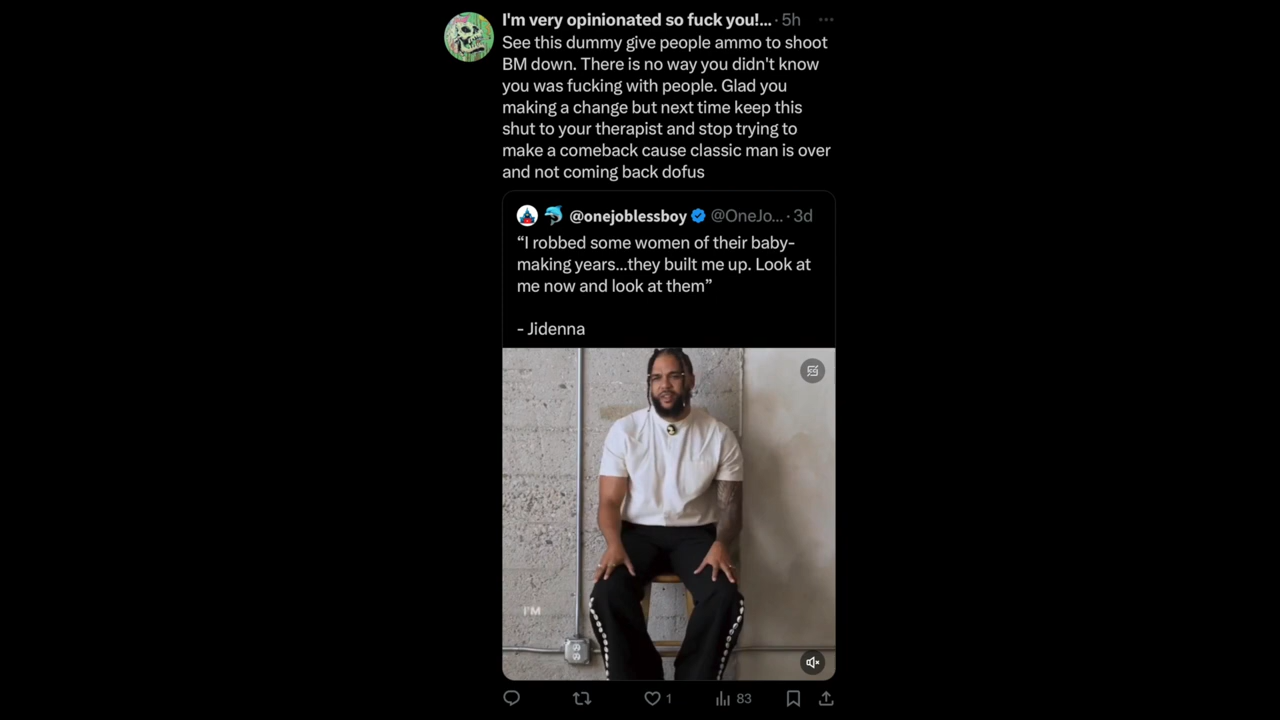 I'm very opinionated so fuck you!... · 5h
See this dummy give people ammo to shoot
BM down. There is no way you didn't know
you was fucking with people. Glad you
making a change but next time keep this
shut to your therapist and stop trying to
make a comeback cause classic man is over
and not coming back dofus
@onejoblessboy @OneJo... · 3d
“I robbed some women of their baby-
making years...they built me up. Look at
me now and look at them”
- Jidenna
I'M
1
83